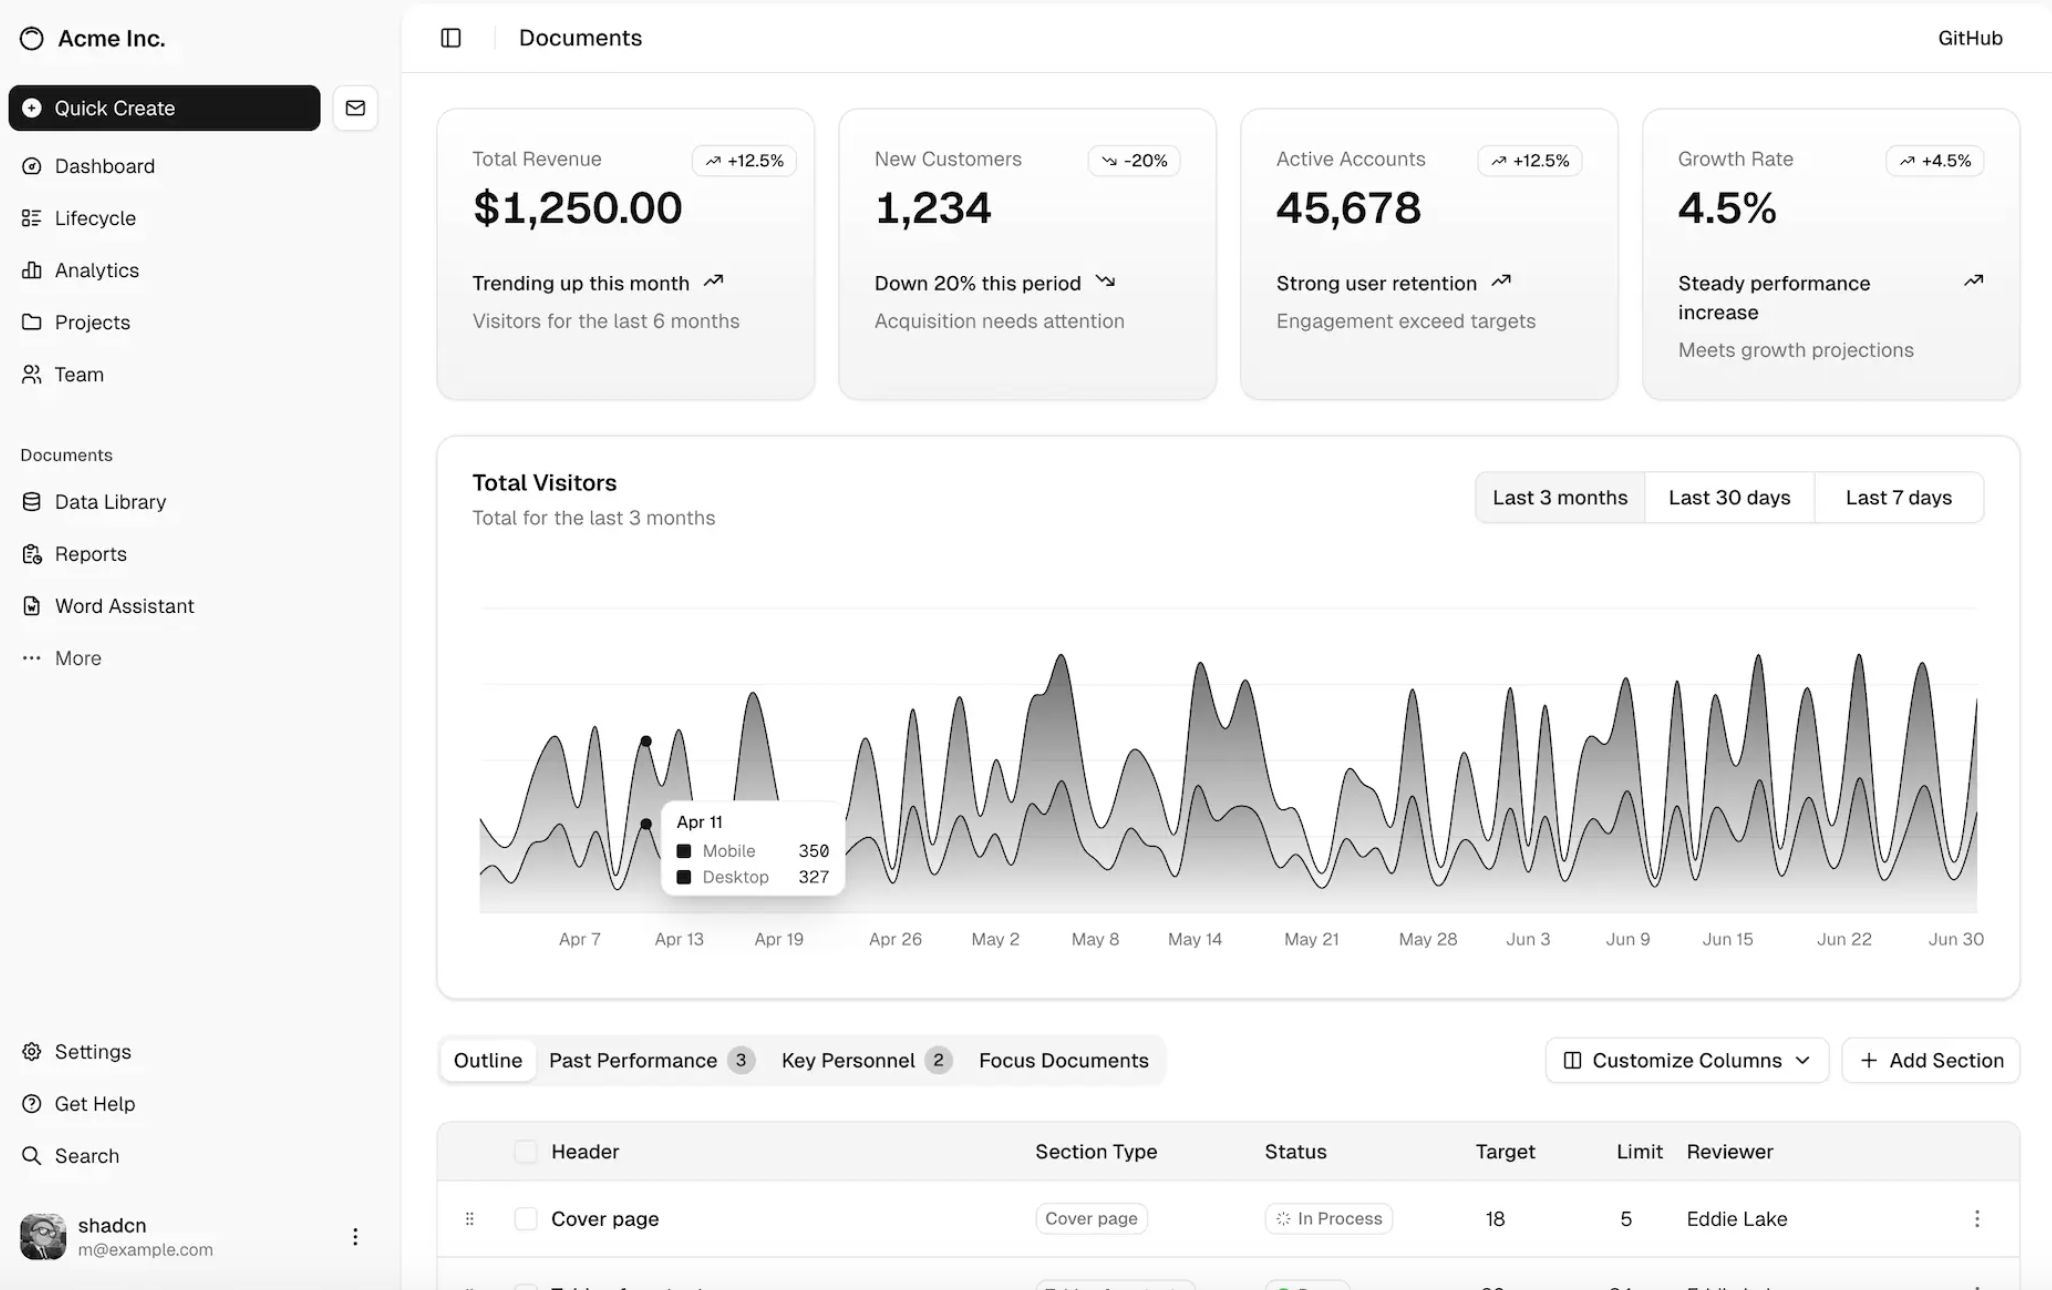 Acme Inc.
Quick Create
Dashboard
Lifecycle
Analytics
Projects
Team
Documents
Data Library
Reports
Word Assistant
More
Settings
Get Help
Search
shadcn
m@example.com
Documents
GitHub
Total Revenue
+12.5%
$1,250.00
Trending up this month
Visitors for the last 6 months
New Customers
-20%
1,234
Down 20% this period
Acquisition needs attention
Active Accounts
+12.5%
45,678
Strong user retention
Engagement exceed targets
Growth Rate
+4.5%
4.5%
Steady performance
increase
Meets growth projections
Total Visitors
Total for the last 3 months
Last 3 months Last 30 days Last 7 days
Apr 11
Mobile 350
Desktop 327
Apr 7 Apr 13 Apr 19 Apr 26 May 2 May 8 May 14 May 21 May 28 Jun 3 Jun 9 Jun 15 Jun 22 Jun 30
Outline Past Performance 3 Key Personnel 2 Focus Documents
Customize Columns Add Section
Header Section Type Status Target Limit Reviewer
Cover page Cover page In Process 18 5 Eddie Lake